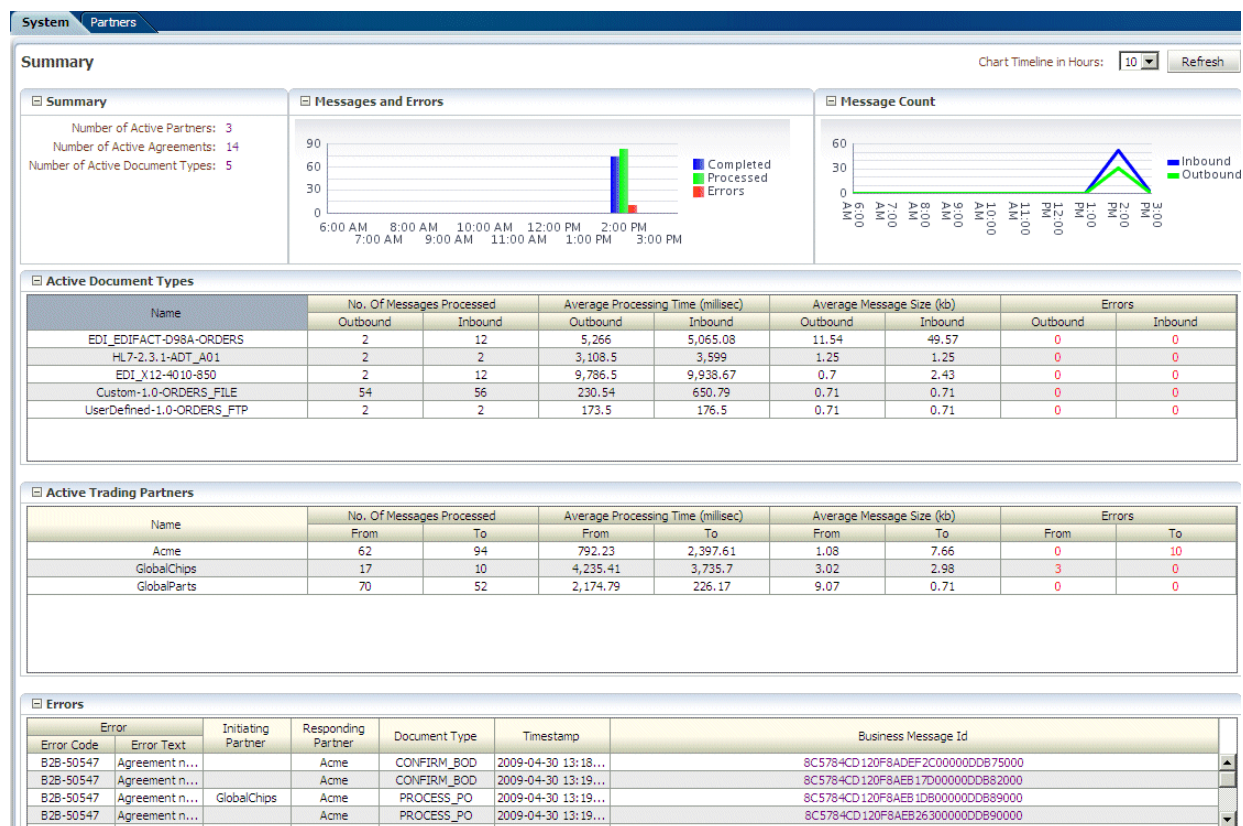 System Partners
Summary
Chart Timeline in Hours: 10 Refresh
Summary
Number of Active Partners: 3
Number of Active Agreements: 14
Number of Active Document Types: 5
Messages and Errors
90
60
30
0
6:00 AM 8:00 AM 10:00 AM 12:00 PM 2:00 PM
7:00 AM 9:00 AM 11:00 AM 1:00 PM 3:00 PM
Completed
Processed
Errors
Message Count
60
30
0
6:00 AM 7:00 AM 8:00 AM 9:00 AM 10:00 AM 11:00 AM 12:00 PM 1:00 PM 2:00 PM 3:00 PM
Inbound
Outbound
Active Document Types
Name No. Of Messages Processed Average Processing Time (millisec) Average Message Size (kb) Errors
Outbound Inbound Outbound Inbound Outbound Inbound Outbound Inbound
EDI_EDIFACT-D98A-ORDERS 2 12 5,266 5,065.08 11.54 49.57 0 0
HL7-2.3.1-ADT_A01 2 2 3,108.5 3,599 1.25 1.25 0 0
EDI_X12-4010-850 2 12 9,786.5 9,938.67 0.7 2.43 0 0
Custom-1.0-ORDERS_FILE 54 56 230.54 650.79 0.71 0.71 0 0
UserDefined-1.0-ORDERS_FTP 2 2 173.5 176.5 0.71 0.71 0 0
Active Trading Partners
Name No. Of Messages Processed Average Processing Time (millisec) Average Message Size (kb) Errors
From To From To From To From To
Acme 62 94 792.23 2,397.61 1.08 7.66 0 10
GlobalChips 17 10 4,235.41 3,735.7 3.02 2.98 3 0
GlobalParts 70 52 2,174.79 226.17 9.07 0.71 0 0
Errors
Error Initiating Partner Responding Partner Document Type Timestamp Business Message Id
Error Code Error Text
B2B-50547 Agreement n... Acme CONFIRM_BOD 2009-04-30 13:18... 8C5784CD120F8ADEF2C00000DDB75000
B2B-50547 Agreement n... Acme CONFIRM_BOD 2009-04-30 13:19... 8C5784CD120F8AEB17D00000DDB82000
B2B-50547 Agreement n... GlobalChips Acme PROCESS_PO 2009-04-30 13:19... 8C5784CD120F8AEB1DB00000DDB89000
B2B-50547 Agreement n... Acme PROCESS_PO 2009-04-30 13:19... 8C5784CD120F8AEB26300000DDB90000